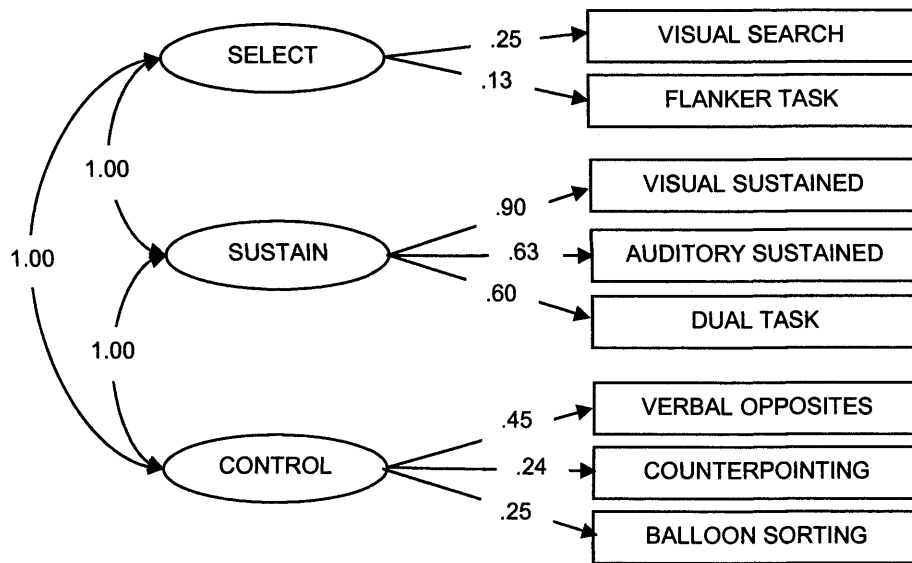 SELECT
.25
VISUAL SEARCH
.13
FLANKER TASK
1.00
1.00
SUSTAIN
.90
VISUAL SUSTAINED
.63
AUDITORY SUSTAINED
.60
DUAL TASK
1.00
CONTROL
.45
VERBAL OPPOSITES
.24
COUNTERPOINTING
.25
BALLOON SORTING